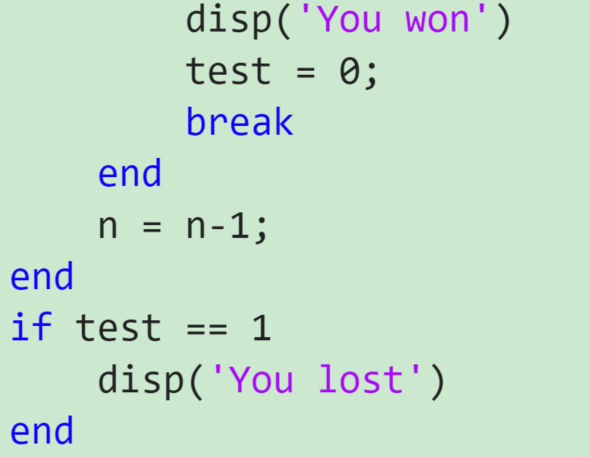 disp('You won')
        test = 0;
        break
    end
    n = n-1;
end
if test == 1
    disp('You lost')
end